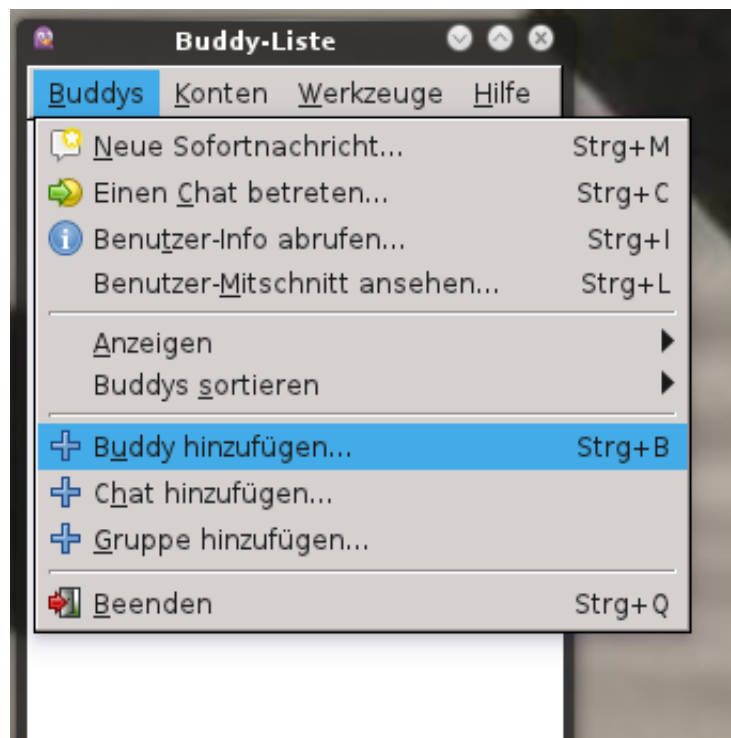 Buddy-Liste
Buddys Konten Werkzeuge Hilfe
Neue Sofortnachricht... Strg+M
Einen Chat betreten... Strg+C
Benutzer-Info abrufen... Strg+I
Benutzer-Mitschnitt ansehen... Strg+L
Anzeigen
Buddys sortieren
Buddy hinzufügen... Strg+B
Chat hinzufügen...
Gruppe hinzufügen...
Beenden Strg+Q